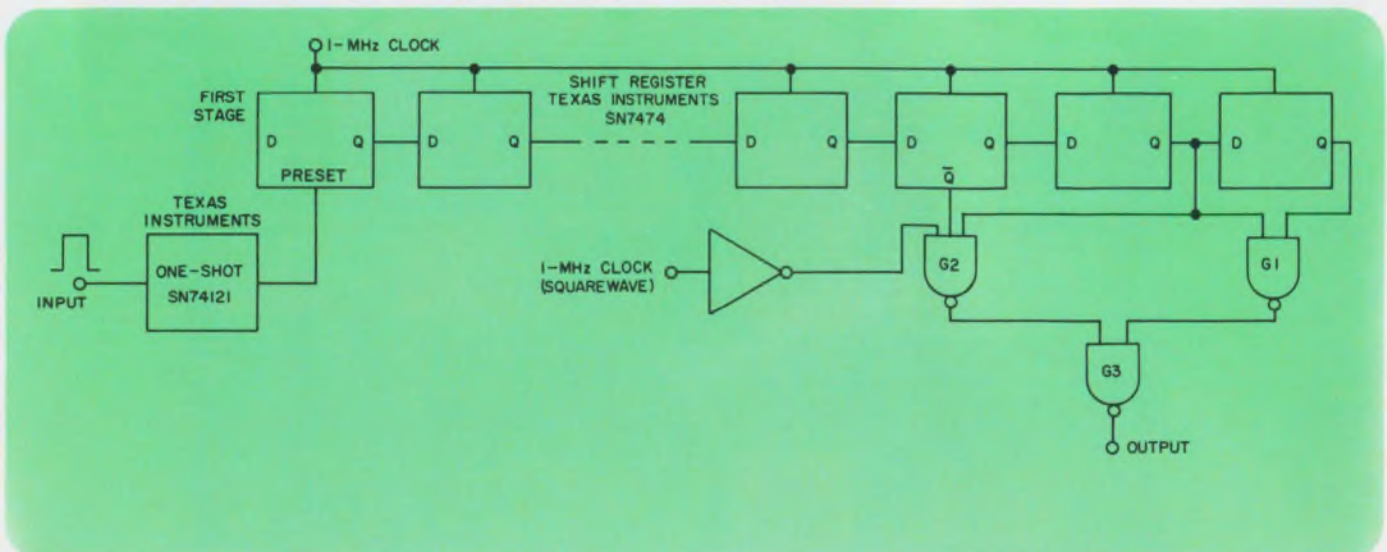 1-MHz CLOCK
FIRST
STAGE
SHIFT REGISTER
TEXAS INSTRUMENTS
SN7474
D
Q
D
Q
D
Q
D
Q
D
Q
D
Q
PRESET
Q̅
TEXAS
INSTRUMENTS
ONE-SHOT
SN74121
INPUT
1-MHz CLOCK
(SQUAREWAVE)
G2
G1
G3
OUTPUT